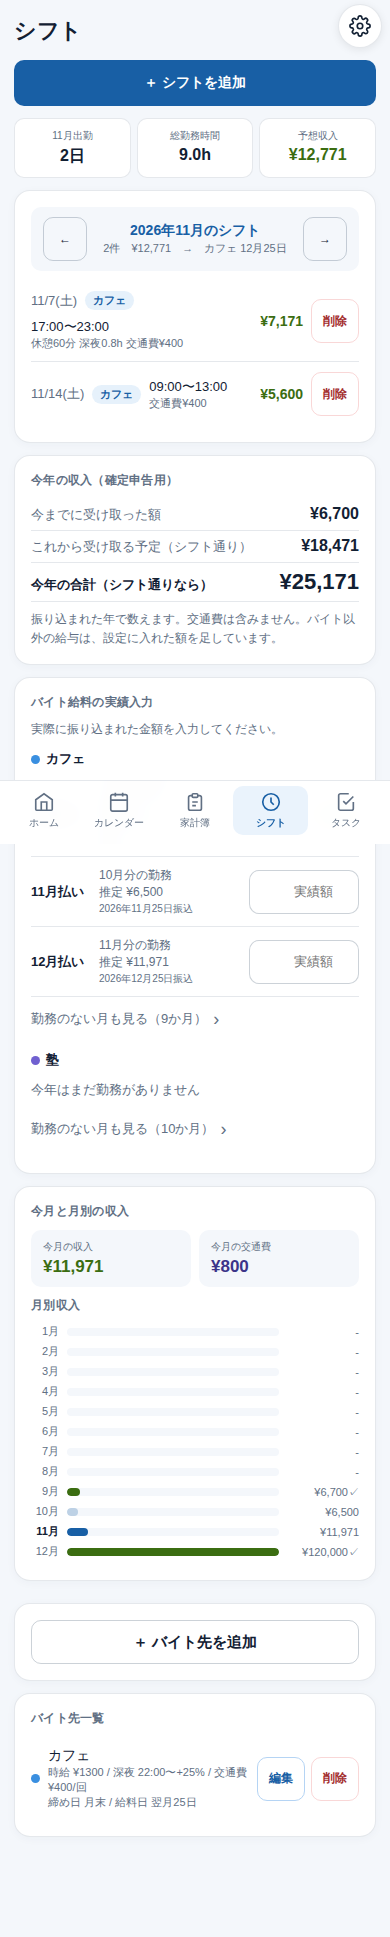 シフト
＋ シフトを追加
11月出勤
2日
総勤務時間
9.0h
予想収入
¥12,771
←
2026年11月のシフト
2件 ¥12,771 → カフェ 12月25日
→
11/7(土) カフェ
17:00〜23:00
休憩60分 深夜0.8h 交通費¥400
¥7,171
削除
11/14(土) カフェ
09:00〜13:00
交通費¥400
¥5,600
削除
今年の収入（確定申告用）
今までに受け取った額 ¥6,700
これから受け取る予定（シフト通り） ¥18,471
今年の合計（シフト通りなら） ¥25,171
振り込まれた年で数えます。交通費は含みません。バイト以
外の給与は、設定に入れた額を足しています。
バイト給料の実績入力
実際に振り込まれた金額を入力してください。
カフェ
ホーム
カレンダー
家計簿
シフト
タスク
11月払い
10月分の勤務
推定 ¥6,500
2026年11月25日振込
実績額
12月払い
11月分の勤務
推定 ¥11,971
2026年12月25日振込
実績額
勤務のない月も見る（9か月） ›
塾
今年はまだ勤務がありません
勤務のない月も見る（10か月） ›
今月と月別の収入
今月の収入
¥11,971
今月の交通費
¥800
月別収入
1月 -
2月 -
3月 -
4月 -
5月 -
6月 -
7月 -
8月 -
9月 ¥6,700✓
10月 ¥6,500
11月 ¥11,971
12月 ¥120,000✓
＋ バイト先を追加
バイト先一覧
カフェ
時給 ¥1300 / 深夜 22:00〜+25% / 交通費
¥400/回
締め日 月末 / 給料日 翌月25日
編集
削除